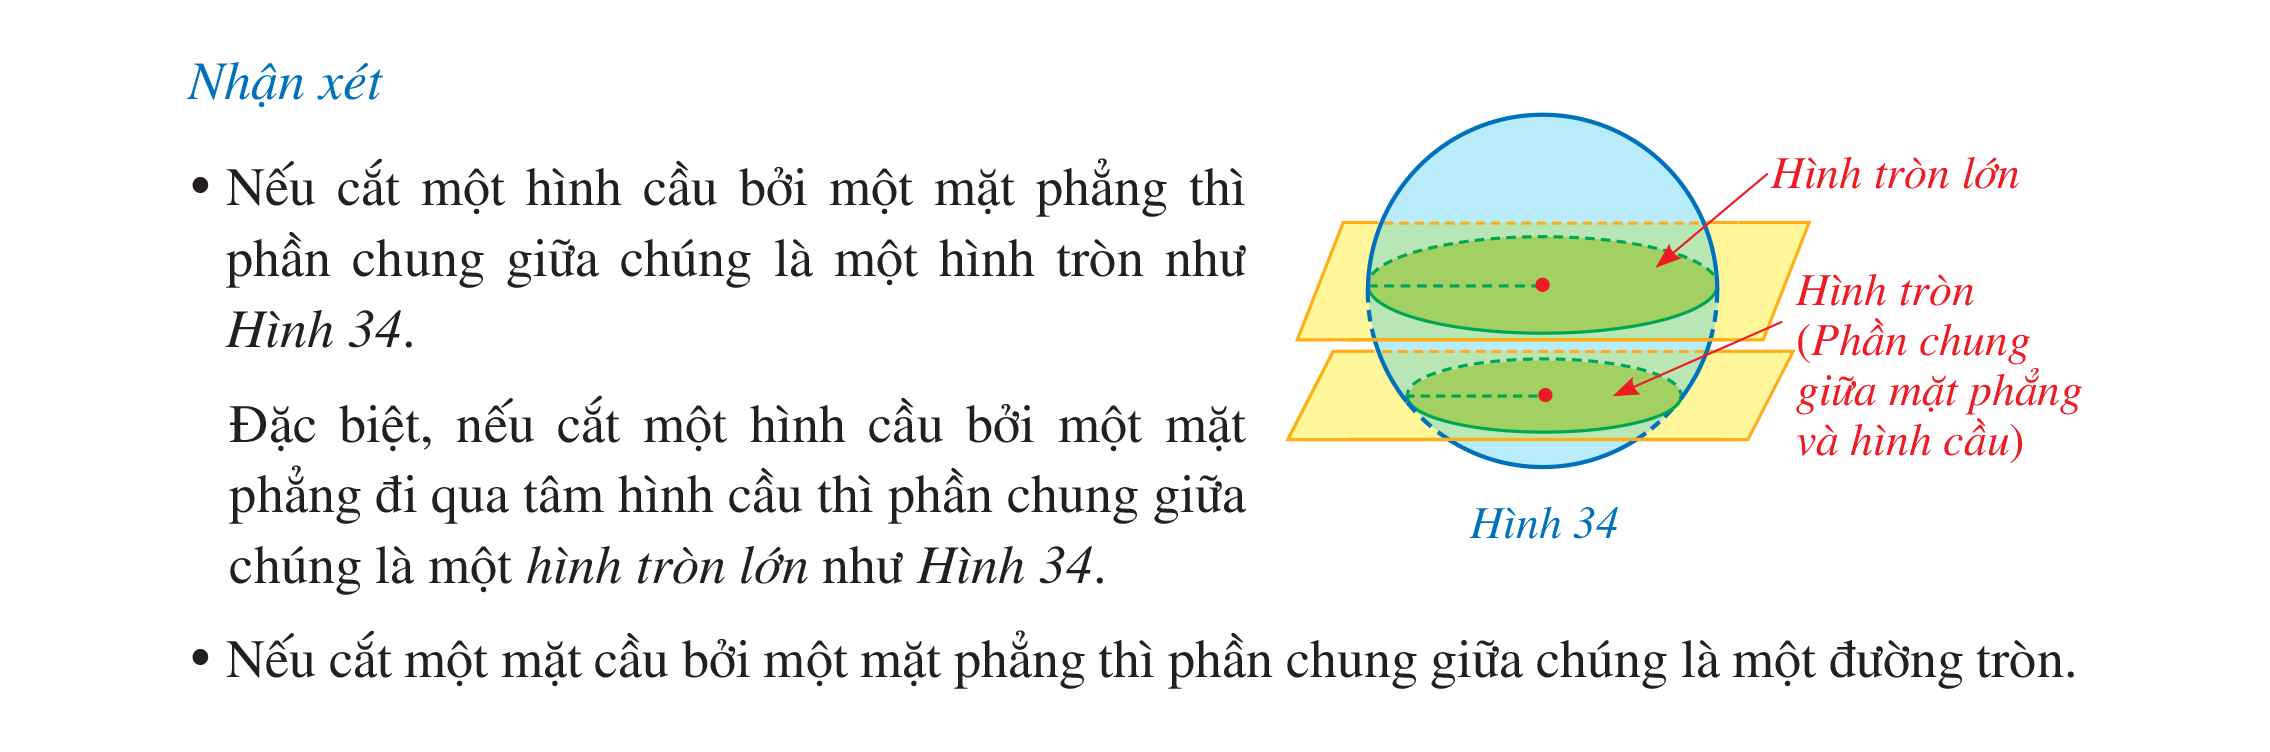 Nhận xét
• Nếu cắt một hình cầu bởi một mặt phẳng thì
phần chung giữa chúng là một hình tròn như
Hình 34.
Đặc biệt, nếu cắt một hình cầu bởi một mặt
phẳng đi qua tâm hình cầu thì phần chung giữa
chúng là một hình tròn lớn như Hình 34.
Hình tròn lớn
Hình tròn
(Phần chung
giữa mặt phẳng
và hình cầu)
Hình 34
• Nếu cắt một mặt cầu bởi một mặt phẳng thì phần chung giữa chúng là một đường tròn.